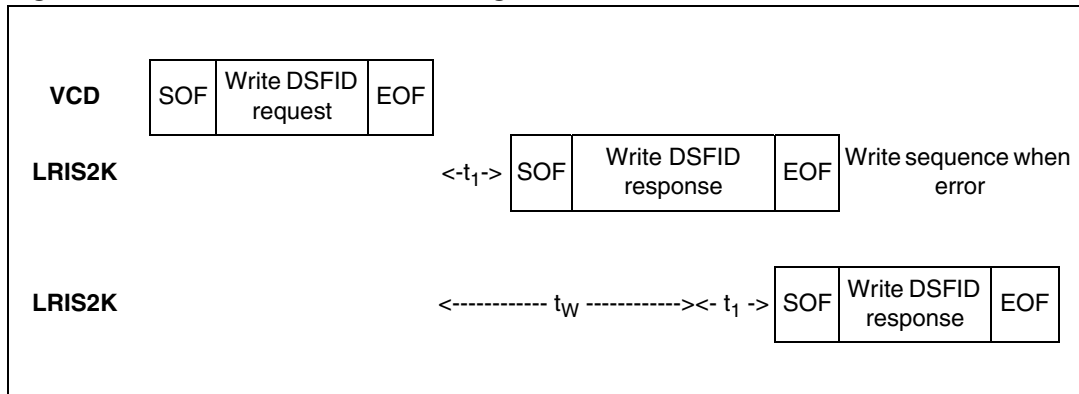 VCD SOF Write DSFID request EOF
LRIS2K <-t1-> SOF Write DSFID response EOF Write sequence when error
LRIS2K <------------ tW ------------><- t1 -> SOF Write DSFID response EOF